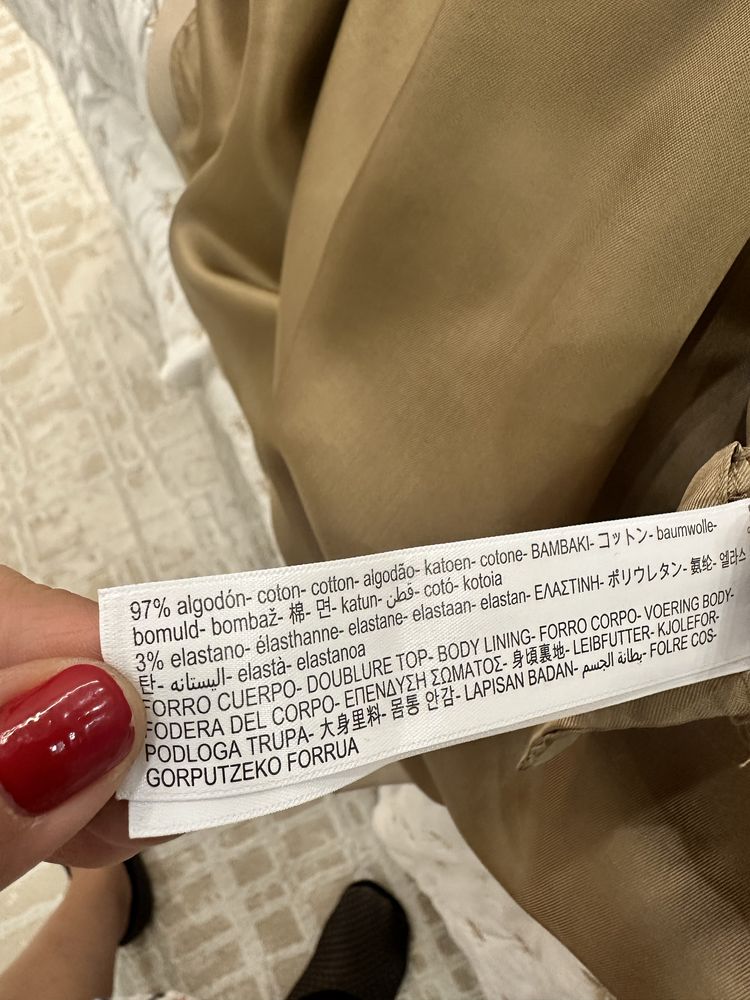 97% algodón- coton- cotton- algodão- katoen- cotone- BAMBAKI- コットン- baumwolle-
bomuld- bombaž- 棉- 면- katun- قطن- cotó- kotoia
3% elastano- élasthanne- elastane- elastaan- elastan- ΕΛΑΣΤΙΝΗ- ポリウレタン- 氨纶- 엘라스
탄- اليستانه- elastà- elastanoa
FORRO CUERPO- DOUBLURE TOP- BODY LINING- FORRO CORPO- VOERING BODY-
FODERA DEL CORPO- ΕΠΕΝΔΥΣΗ ΣΩΜΑΤΟΣ- 身頃裏地- LEIBFUTTER- KJOLEFOR-
PODLOGA TRUPA- 大身里料- 몸통 안감- LAPISAN BADAN- بطانة الجسم- FOLRE COS-
GORPUTZEKO FORRUA